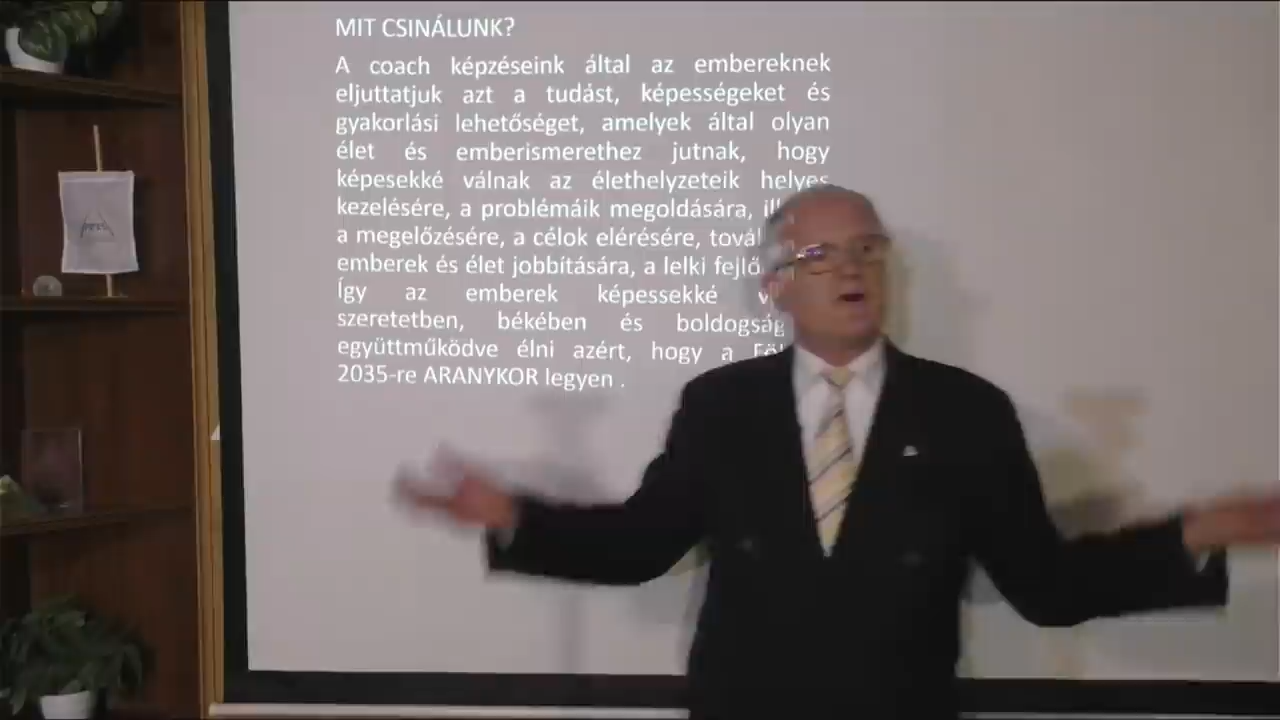 MIT CSINÁLUNK?
A coach képzéseink által az embereknek
eljuttatjuk azt a tudást, képességeket és
gyakorlási lehetőséget, amelyek által olyan
élet és emberismerethez jutnak, hogy
képesekké válnak az élethelyzeteik helyes
kezelésére, a problémáik megoldására,
a megelőzésére, a célok elérésére,
emberek és élet jobbítására, a lelki
Így az emberek képessekké
szeretetben, békében és
együttműködve élni azért, hogy a
2035-re ARANYKOR legyen .